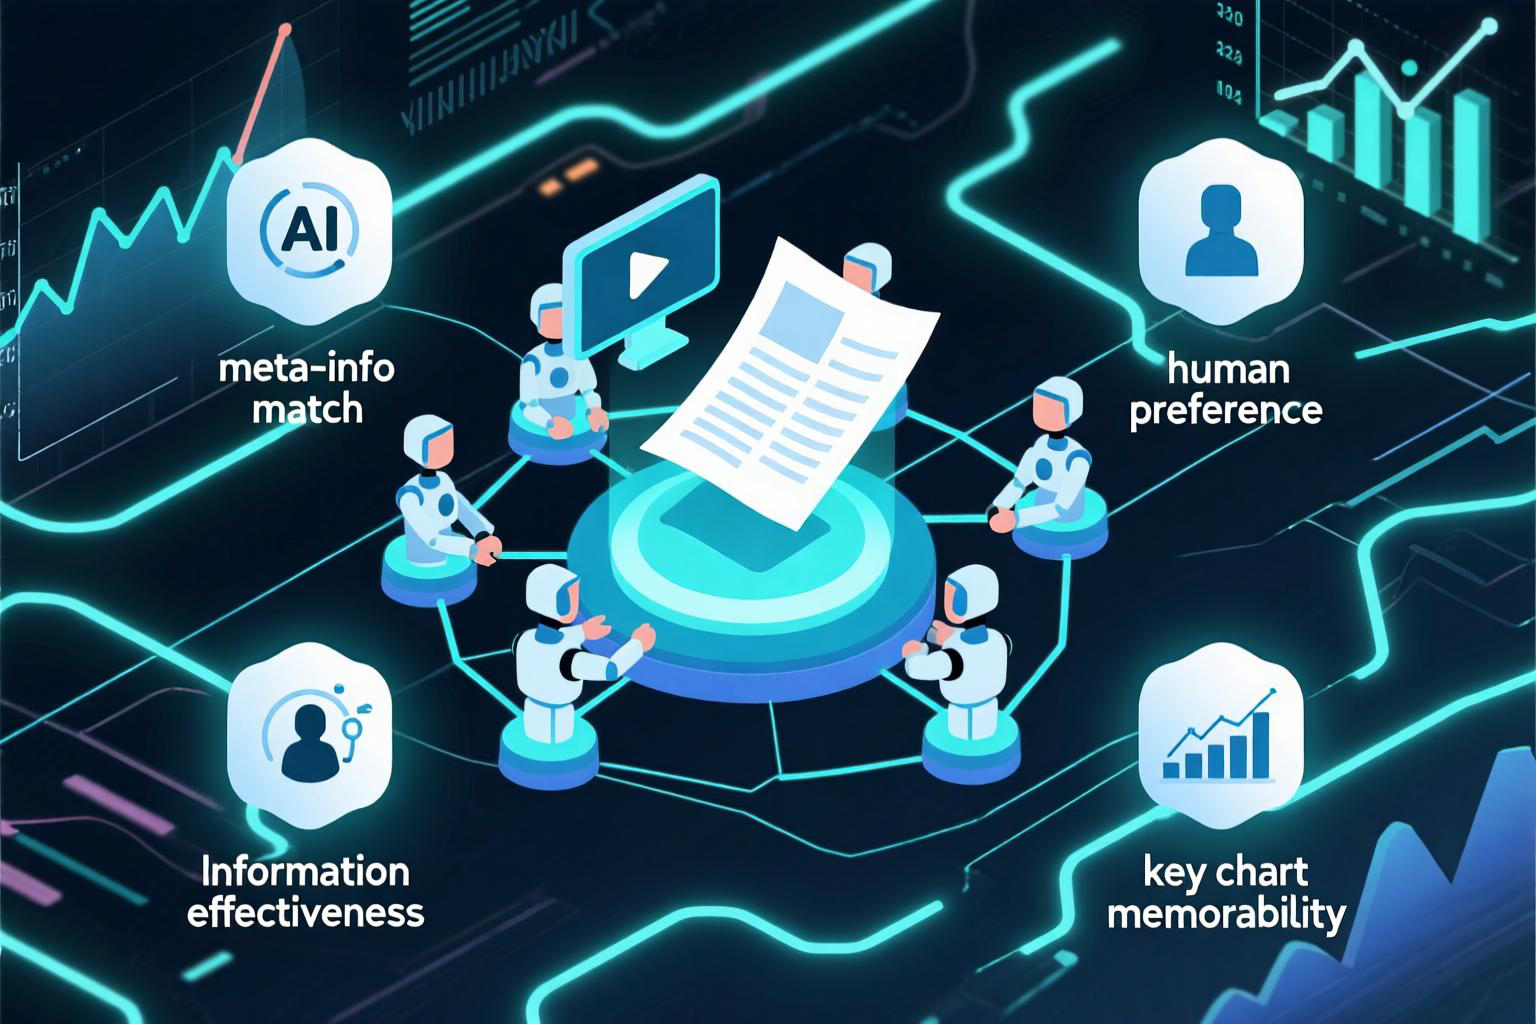 AI
meta-info
match
human
preference
Information
effectiveness
key chart
memorability